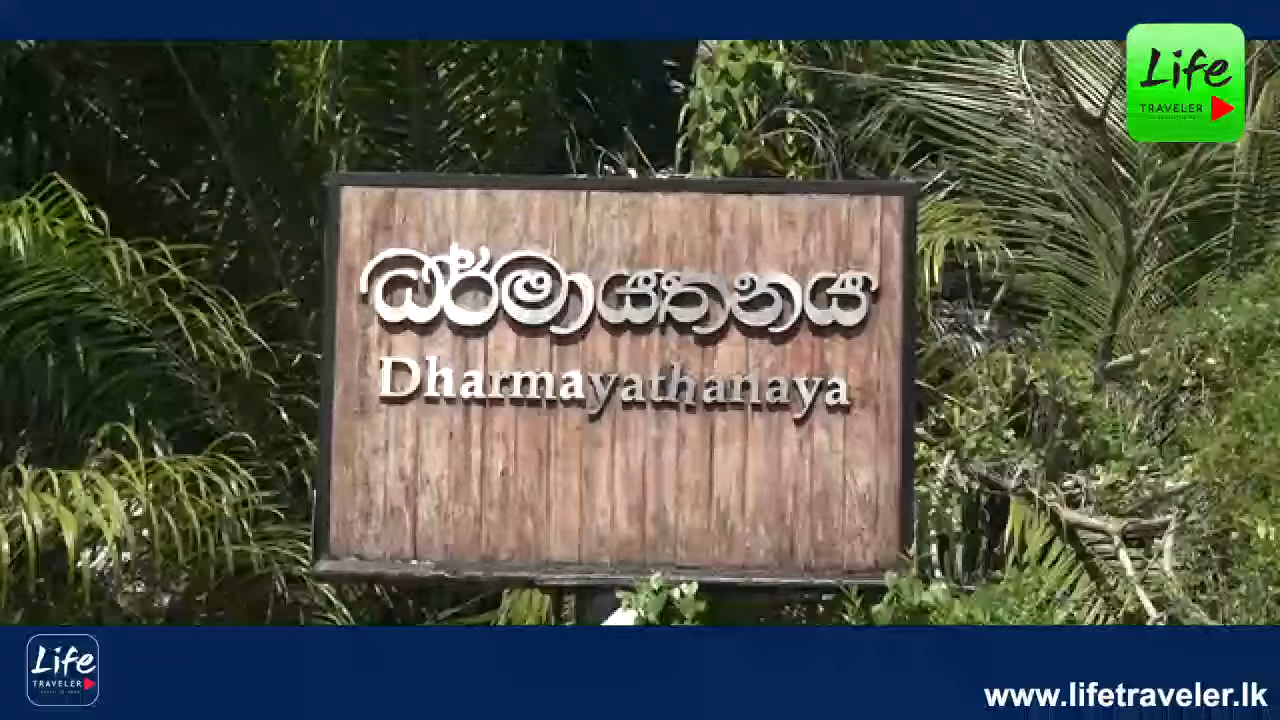 Life
TRAVELER
ධර්මායතනය
Dharmayathanaya
Life
TRAVELER
www.lifetraveler.lk